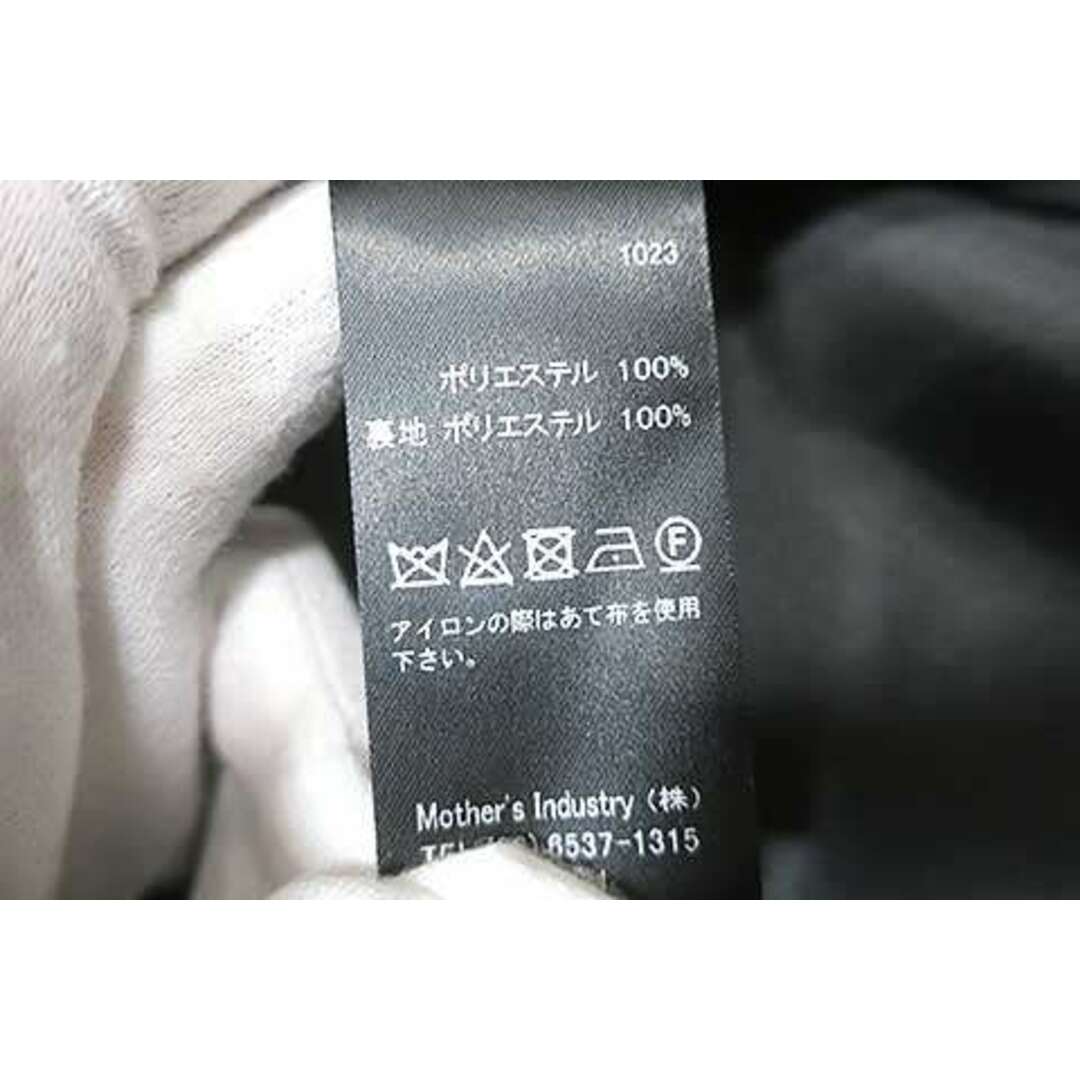 1023
ポリエステル 100%
裏地 ポリエステル 100%
F
アイロンの際はあて布を使用
下さい。
Mother's Industry (株)
6537-1315